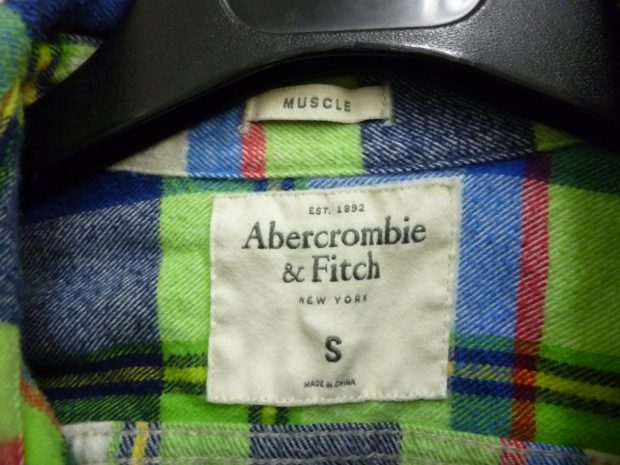 MUSCLE
EST. 1892
Abercrombie
& Fitch
NEW YORK
S
MADE IN CHINA